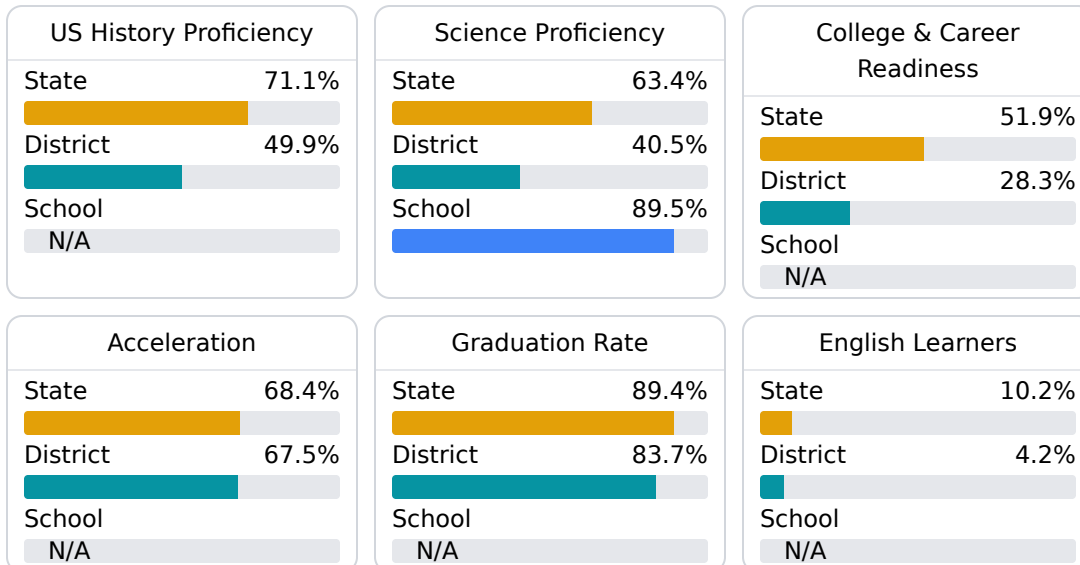 US History Proficiency
State 71.1%
District 49.9%
School
N/A
Science Proficiency
State 63.4%
District 40.5%
School 89.5%
College & Career
Readiness
State 51.9%
District 28.3%
School
N/A
Acceleration
State 68.4%
District 67.5%
School
N/A
Graduation Rate
State 89.4%
District 83.7%
School
N/A
English Learners
State 10.2%
District 4.2%
School
N/A